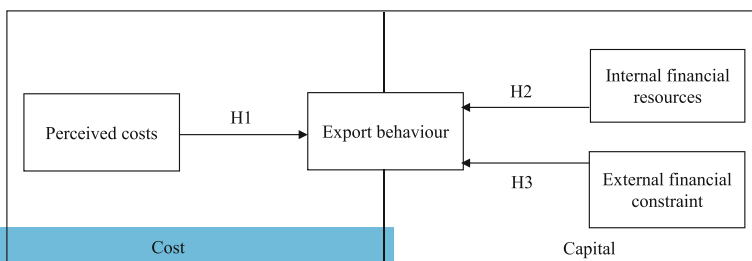 Internal financial
resources
H2
H1
Perceived costs
Export behaviour
H3
External financial
constraint
Cost
Capital